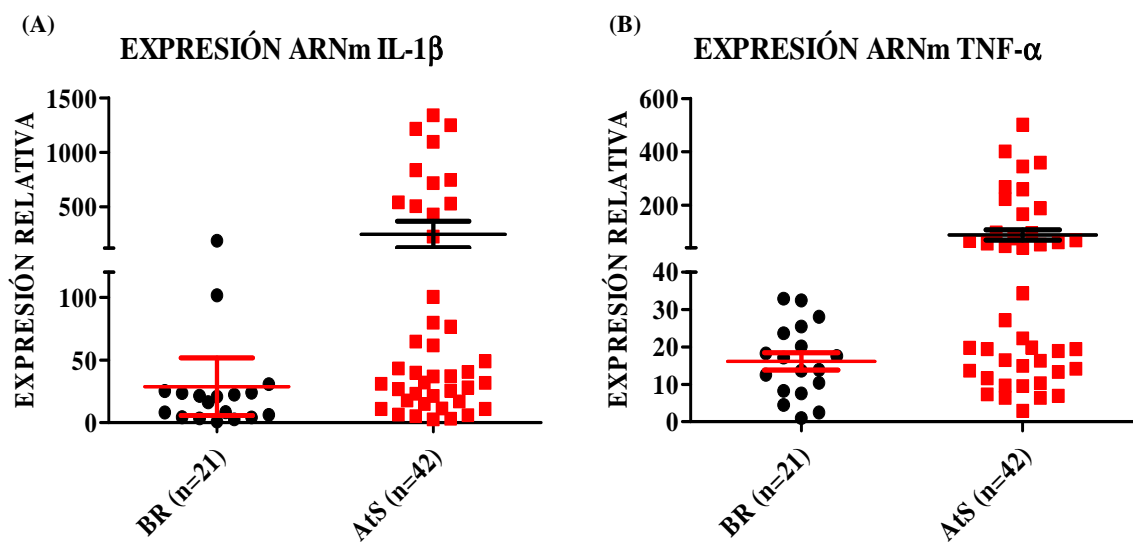 (A)
EXPRESIÓN ARNm IL-1β
EXPRESIÓN RELATIVA
1500
1000
500
100
50
0
BR (n=21)
AtS (n=42)
(B)
EXPRESIÓN ARNm TNF-α
EXPRESIÓN RELATIVA
600
400
200
40
30
20
10
0
BR (n=21)
AtS (n=42)